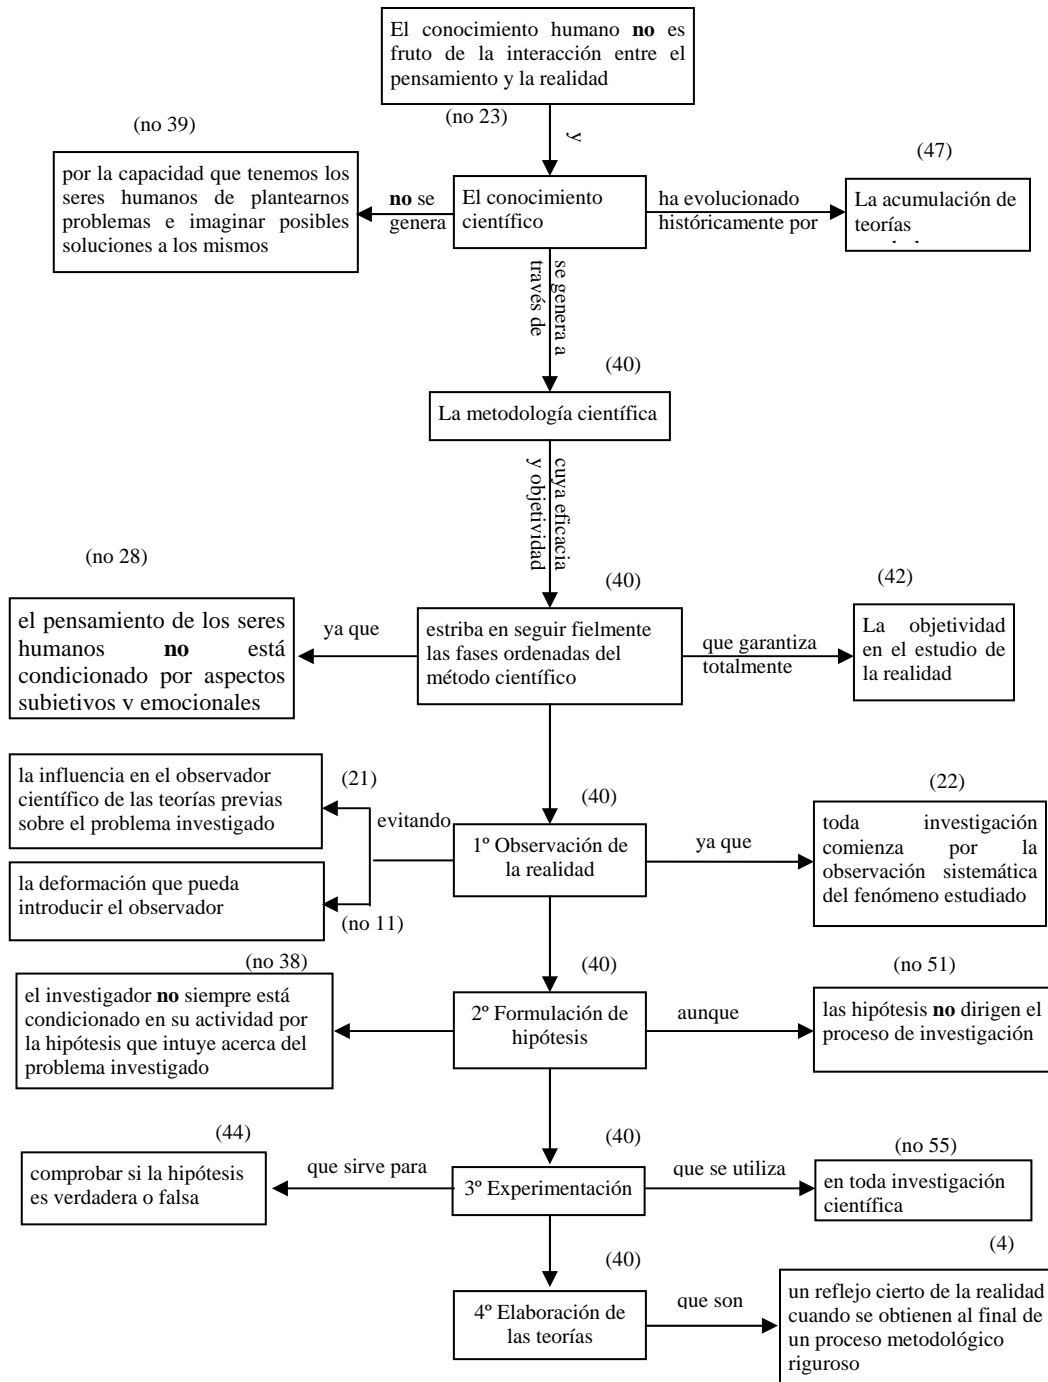 El conocimiento humano no es
fruto de la interacción entre el
pensamiento y la realidad
(no 23)
y
(no 39)
por la capacidad que tenemos los
seres humanos de plantearnos
problemas e imaginar posibles
soluciones a los mismos
no se
genera
El conocimiento
científico
ha evolucionado
históricamente por
(47)
La acumulación de
teorías
se genera a
través de
(40)
La metodología científica
cuya eficacia
y objetividad
(no 28)
el pensamiento de los seres
humanos no está
condicionado por aspectos
subjetivos y emocionales
ya que
(40)
estriba en seguir fielmente
las fases ordenadas del
método científico
que garantiza
totalmente
(42)
La objetividad
en el estudio de
la realidad
la influencia en el observador
científico de las teorías previas
sobre el problema investigado
(21)
evitando
la deformación que pueda
introducir el observador
(no 11)
(40)
1º Observación de
la realidad
ya que
(22)
toda investigación
comienza por la
observación sistemática
del fenómeno estudiado
(no 38)
el investigador no siempre está
condicionado en su actividad por
la hipótesis que intuye acerca del
problema investigado
(40)
2º Formulación de
hipótesis
aunque
(no 51)
las hipótesis no dirigen el
proceso de investigación
(44)
comprobar si la hipótesis
es verdadera o falsa
que sirve para
(40)
3º Experimentación
que se utiliza
(no 55)
en toda investigación
científica
(40)
4º Elaboración de
las teorías
que son
(4)
un reflejo cierto de la realidad
cuando se obtienen al final de
un proceso metodológico
riguroso